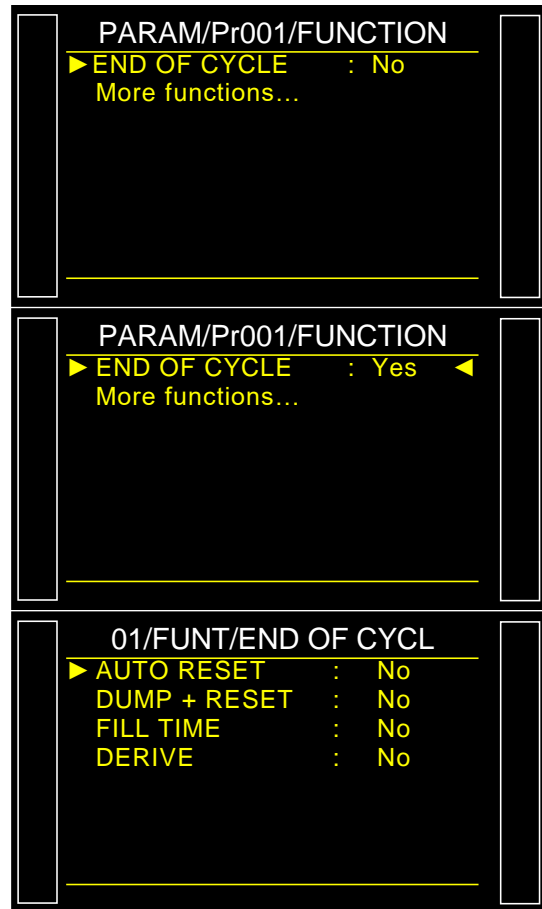 PARAM/Pr001/FUNCTION
►END OF CYCLE : No
More functions...
PARAM/Pr001/FUNCTION
► END OF CYCLE : Yes ◄
More functions...
01/FUNT/END OF CYCL
► AUTO RESET : No
DUMP + RESET : No
FILL TIME : No
DERIVE : No